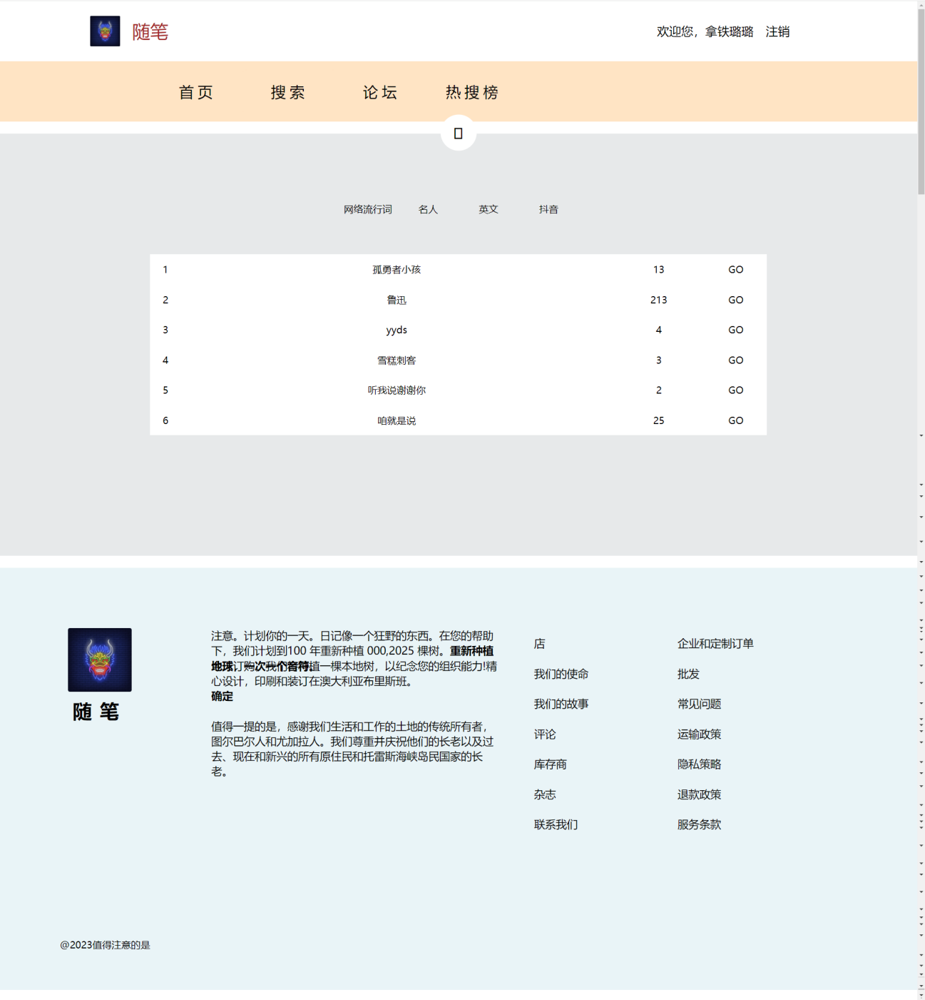 随笔
欢迎您，拿铁璐璐 注销
首页 搜索 论坛 热搜榜
网络流行词 名人 英文 抖音
1 孤勇者小孩 13 GO
2 鲁迅 213 GO
3 yyds 4 GO
4 雪糕刺客 3 GO
5 听我说谢谢你 2 GO
6 咱就是说 25 GO
随 笔
注意。计划你的一天。日记像一个狂野的东西。在您的帮助
下，我们计划到100 年重新种植 000,2025 棵树。重新种植
地球，一次一个音符。植一棵本地树，以纪念您的组织能力!精
心设计，印刷和装订在澳大利亚布里斯班。
确定
值得一提的是，感谢我们生活和工作的土地的传统所有者，
图尔巴尔人和尤加拉人。我们尊重并庆祝他们的长老以及过
去、现在和新兴的所有原住民和托雷斯海峡岛民国家的长
老。
店
我们的使命
我们的故事
评论
库存商
杂志
联系我们
企业和定制订单
批发
常见问题
运输政策
隐私策略
退款政策
服务条款
@2023值得注意的是